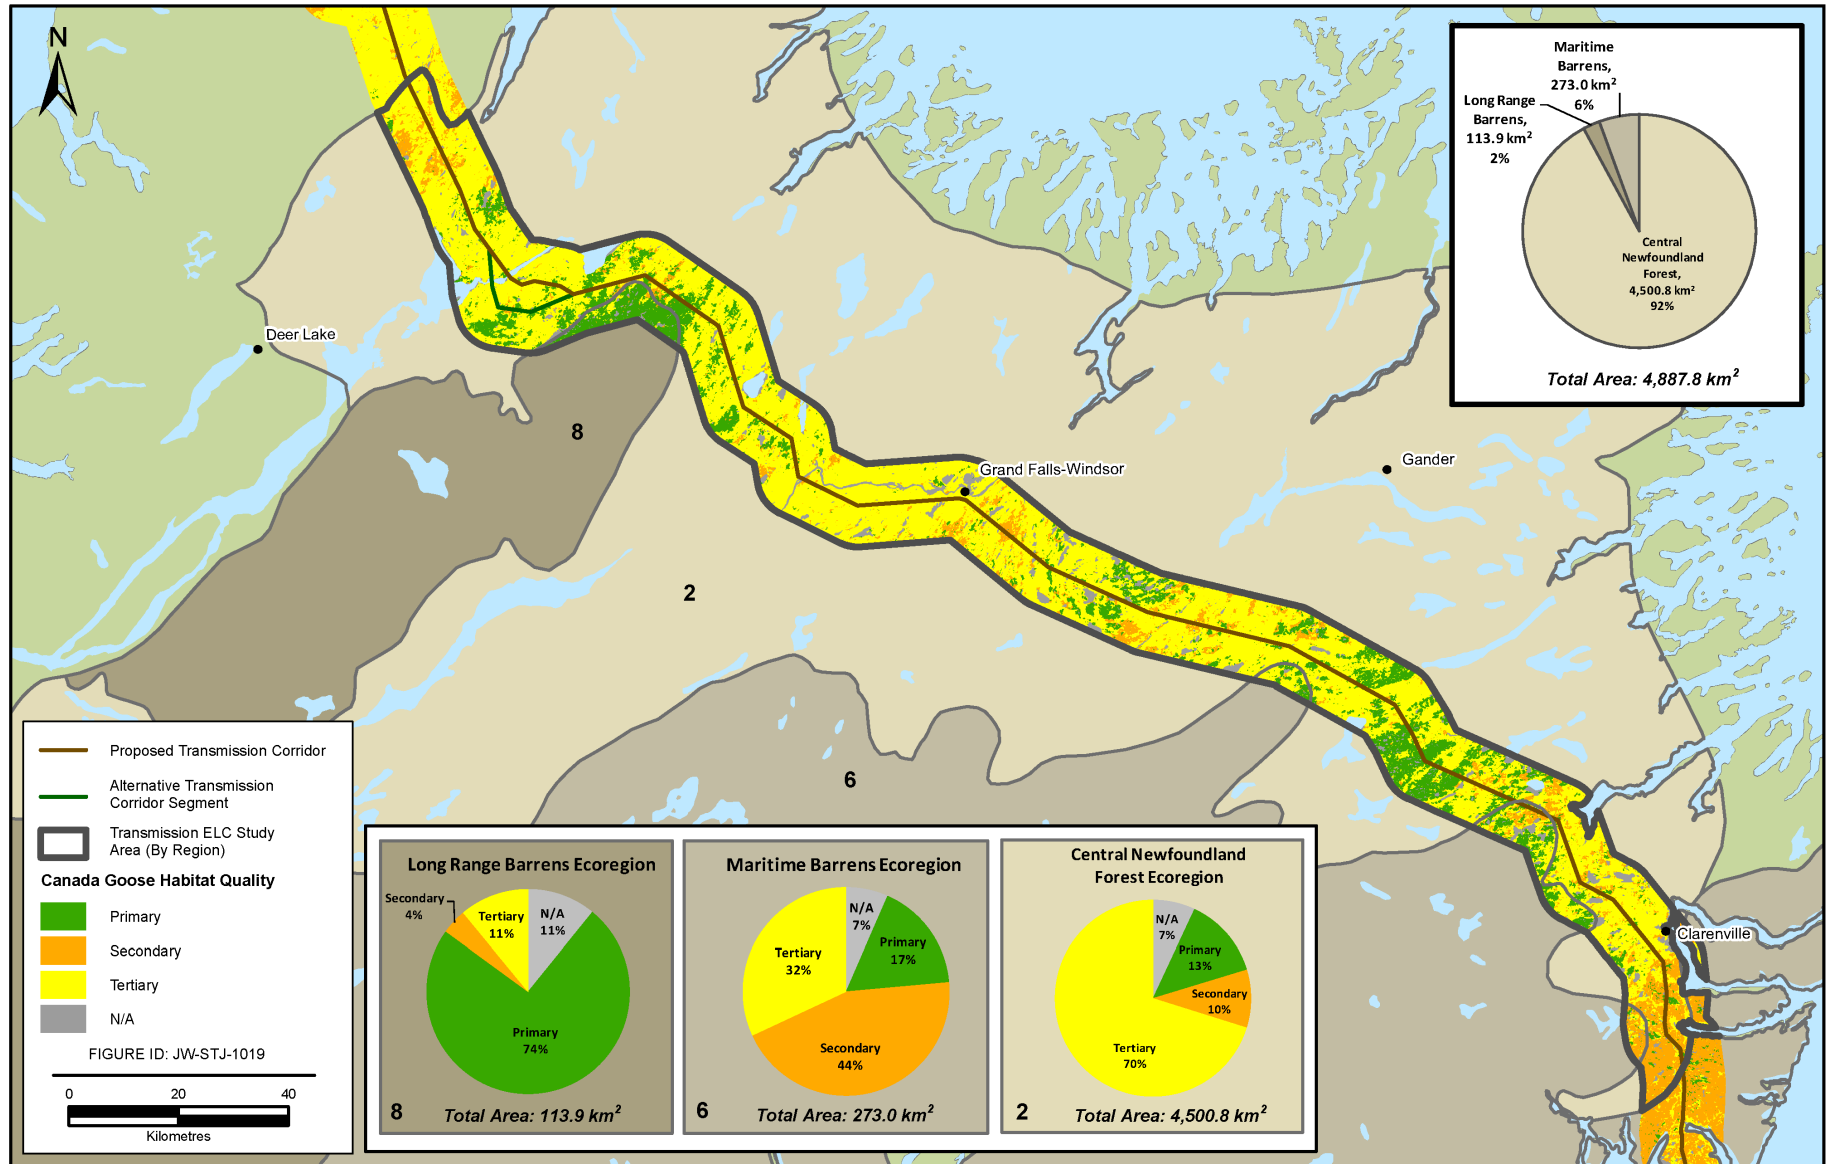 N
Maritime
Barrens,
273.0 km²
6%
Long Range
Barrens,
113.9 km²
2%
Central
Newfoundland
Forest,
4,500.8 km²
92%
Total Area: 4,887.8 km²
Deer Lake
8
Grand Falls-Windsor
Gander
2
6
Clarenville
Proposed Transmission Corridor
Alternative Transmission
Corridor Segment
Transmission ELC Study
Area (By Region)
Canada Goose Habitat Quality
Primary
Secondary
Tertiary
N/A
FIGURE ID: JW-STJ-1019
0 20 40
Kilometres
Long Range Barrens Ecoregion
Secondary
4%
Tertiary
11%
N/A
11%
Primary
74%
8 Total Area: 113.9 km²
Maritime Barrens Ecoregion
N/A
7%
Primary
17%
Tertiary
32%
Secondary
44%
6 Total Area: 273.0 km²
Central Newfoundland
Forest Ecoregion
N/A
7%
Primary
13%
Secondary
10%
Tertiary
70%
2 Total Area: 4,500.8 km²